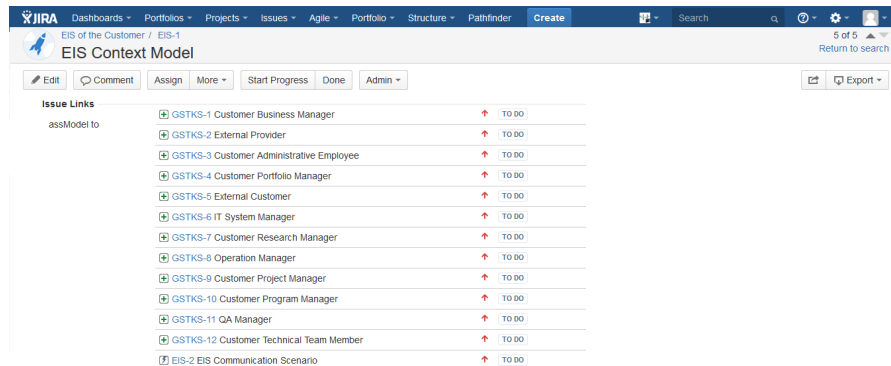 JIRA Dashboards Portfolios Projects Issues Agile Portfolio Structure Pathfinder Create Search
EIS of the Customer / EIS-1
5 of 5
EIS Context Model
Return to search
Edit Comment Assign More Start Progress Done Admin Export
Issue Links
assModel to
GSTKS-1 Customer Business Manager TO DO
GSTKS-2 External Provider TO DO
GSTKS-3 Customer Administrative Employee TO DO
GSTKS-4 Customer Portfolio Manager TO DO
GSTKS-5 External Customer TO DO
GSTKS-6 IT System Manager TO DO
GSTKS-7 Customer Research Manager TO DO
GSTKS-8 Operation Manager TO DO
GSTKS-9 Customer Project Manager TO DO
GSTKS-10 Customer Program Manager TO DO
GSTKS-11 QA Manager TO DO
GSTKS-12 Customer Technical Team Member TO DO
EIS-2 EIS Communication Scenario TO DO